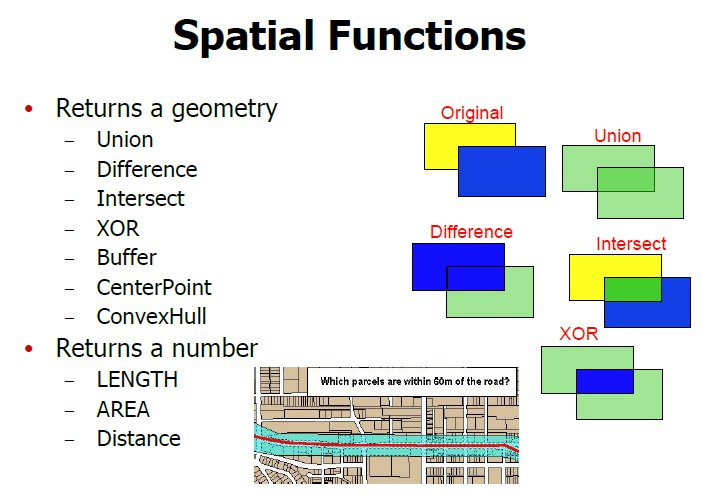 Spatial Functions
• Returns a geometry
– Union
– Difference
– Intersect
– XOR
– Buffer
– CenterPoint
– ConvexHull
• Returns a number
– LENGTH
– AREA
– Distance
Original
Union
Difference
Intersect
XOR
Which parcels are within 60m of the road?